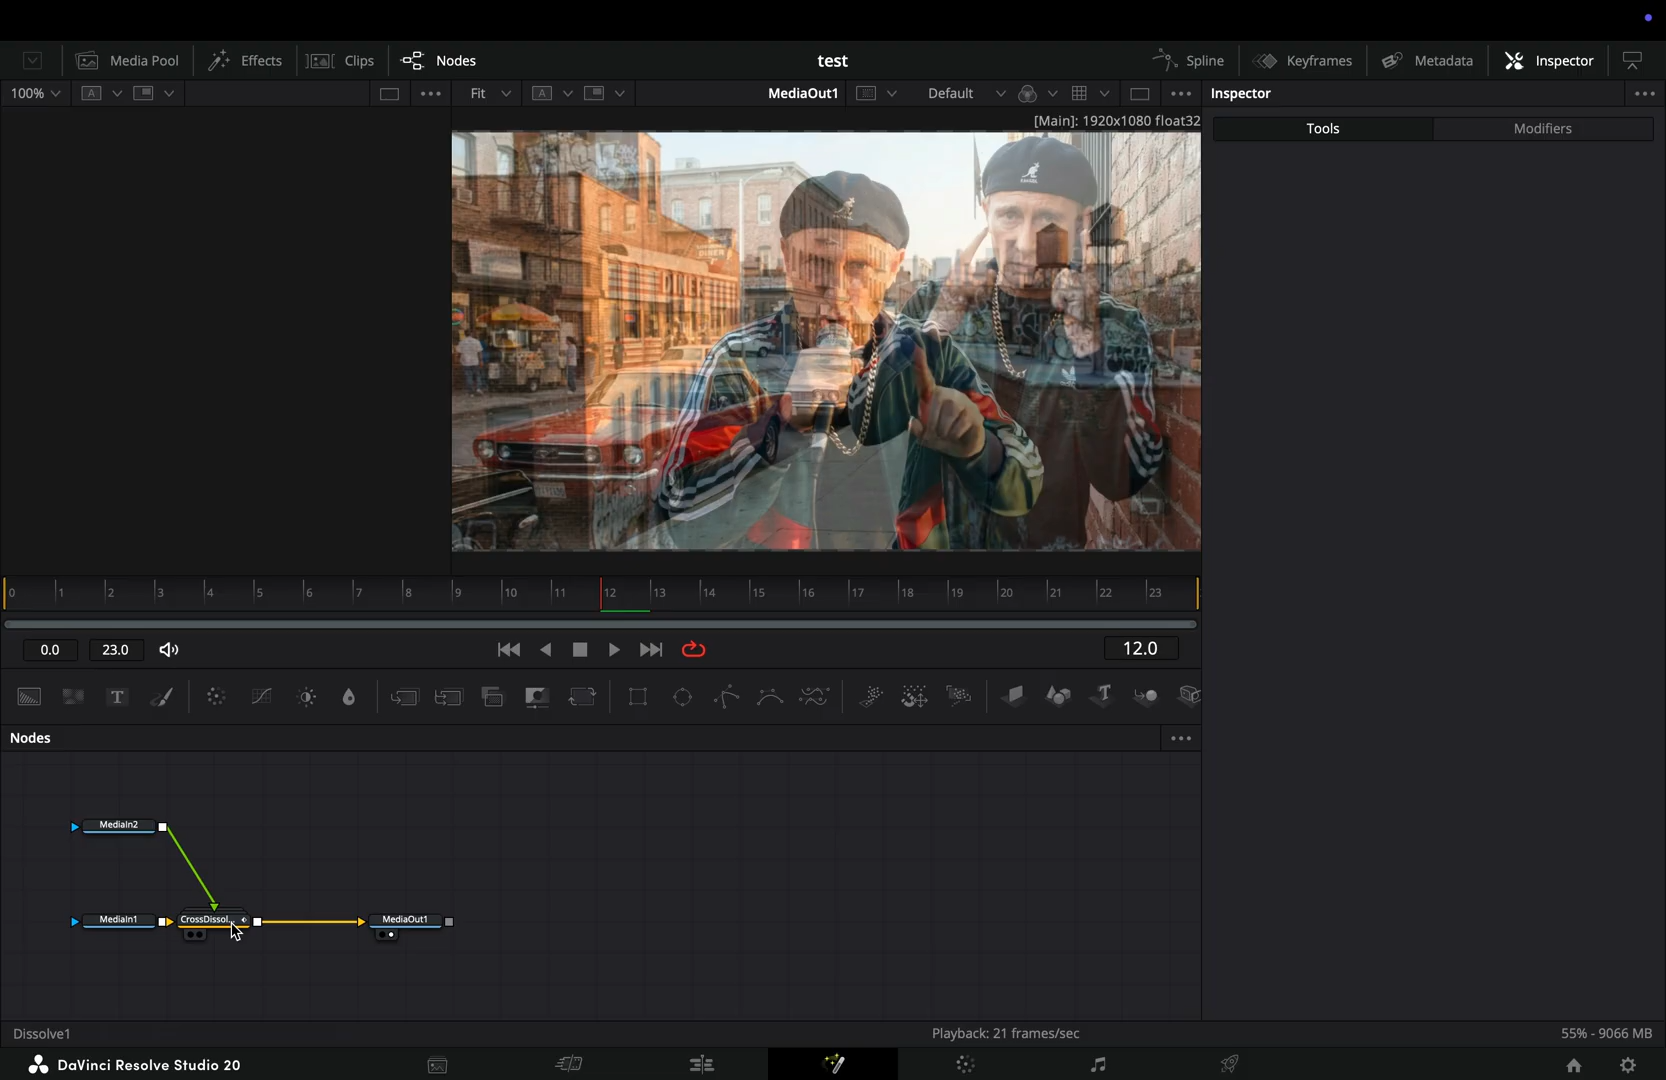 Media Pool
Effects
Clips
Nodes
test
Spline
Keyframes
Metadata
Inspector
100%
A
Fit
A
MediaOut1
Default
Inspector
[Main]: 1920x1080 float32
Tools
Modifiers
KANGOL
DINER
DINER
0 1 2 3 4 5 6 7 8 9 10 11 12 13 14 15 16 17 18 19 20 21 22 23
0.0
23.0
12.0
T
T
Nodes
MediaIn2
MediaIn1
CrossDissol...
MediaOut1
Dissolve1
Playback: 21 frames/sec
55% - 9066 MB
DaVinci Resolve Studio 20